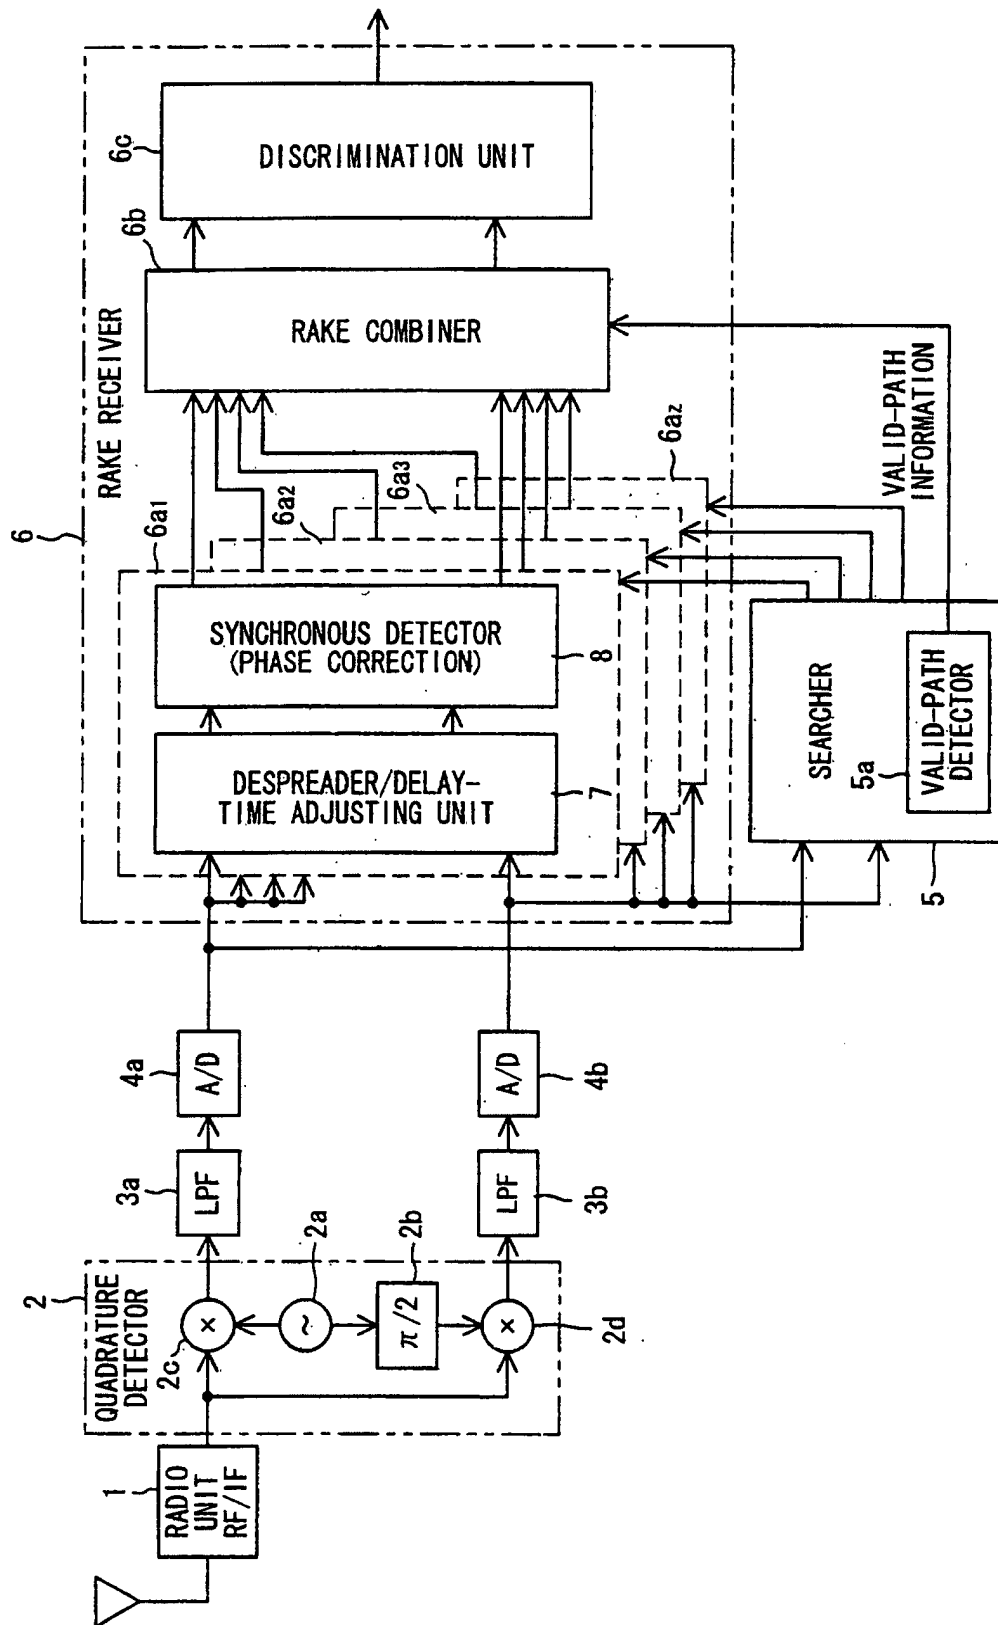 1
RADIO
UNIT
RF/IF
2
QUADRATURE
DETECTOR
2c
×
2a
~
2b
π/2
2d
×
3a
LPF
3b
LPF
4a
A/D
4b
A/D
6
RAKE RECEIVER
6a1
6a2
6a3
6az
DESPREADER/DELAY-
TIME ADJUSTING UNIT
7
SYNCHRONOUS DETECTOR
(PHASE CORRECTION)
8
6b
RAKE COMBINER
6c
DISCRIMINATION UNIT
5
SEARCHER
5a
VALID-PATH
DETECTOR
VALID-PATH
INFORMATION